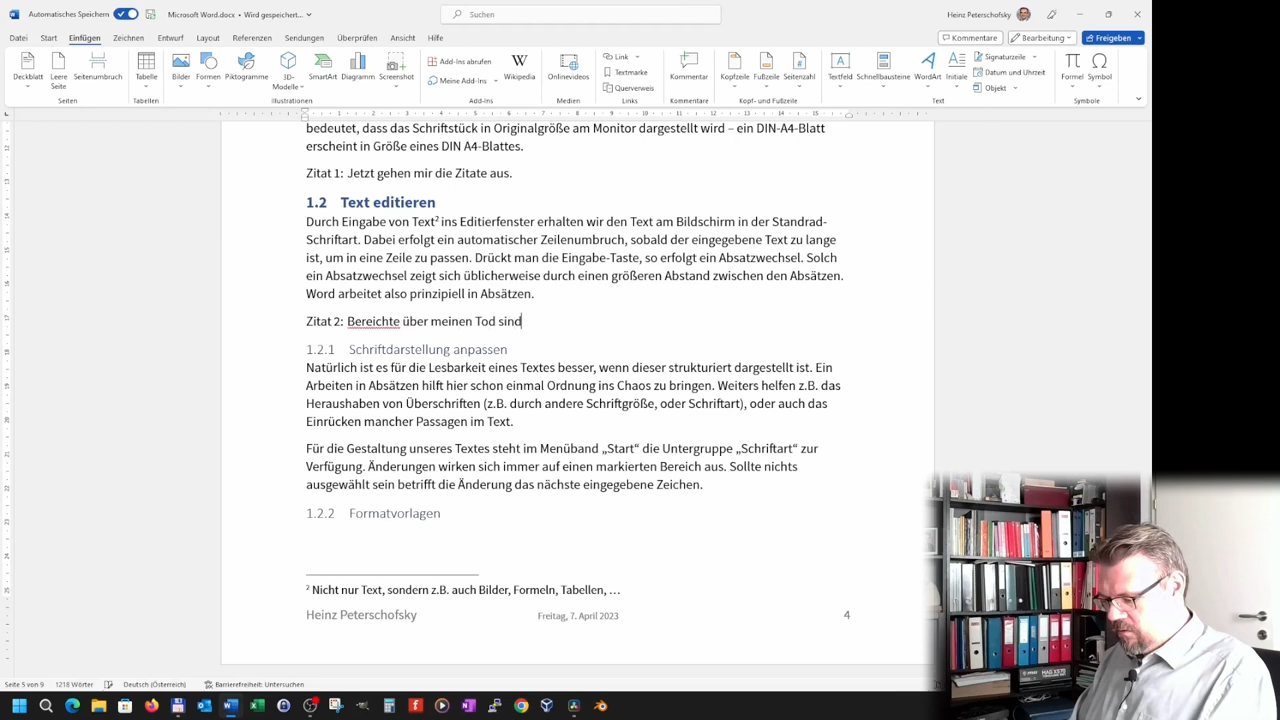 Automatisches Speichern Microsoft Word.docx • Wird gespeichert... Suchen Heinz Peterschofsky
Datei Start Einfügen Zeichnen Entwurf Layout Referenzen Sendungen Überprüfen Ansicht Hilfe Kommentare Bearbeitung Freigeben
Deckblatt Leere Seite Seitenumbruch Tabelle Bilder Formen Piktogramme 3D-Modelle SmartArt Diagramm Screenshot Add-Ins abrufen Meine Add-Ins Wikipedia Onlinevideos Link Textmarke Querverweis Kommentar Kopfzeile Fußzeile Seitenzahl Textfeld Schnellbausteine WordArt Initiale Signaturzeile Datum und Uhrzeit Objekt Formel Symbol
Seiten Tabellen Illustrationen Add-Ins Medien Links Kommentare Kopf- und Fußzeile Text Symbole
bedeutet, dass das Schriftstück in Originalgröße am Monitor dargestellt wird – ein DIN-A4-Blatt
erscheint in Größe eines DIN A4-Blattes.
Zitat 1: Jetzt gehen mir die Zitate aus.
1.2 Text editieren
Durch Eingabe von Text2 ins Editierfenster erhalten wir den Text am Bildschirm in der Standrad-
Schriftart. Dabei erfolgt ein automatischer Zeilenumbruch, sobald der eingegebene Text zu lange
ist, um in eine Zeile zu passen. Drückt man die Eingabe-Taste, so erfolgt ein Absatzwechsel. Solch
ein Absatzwechsel zeigt sich üblicherweise durch einen größeren Abstand zwischen den Absätzen.
Word arbeitet also prinzipiell in Absätzen.
Zitat 2: Bereichte über meinen Tod sind
1.2.1 Schriftdarstellung anpassen
Natürlich ist es für die Lesbarkeit eines Textes besser, wenn dieser strukturiert dargestellt ist. Ein
Arbeiten in Absätzen hilft hier schon einmal Ordnung ins Chaos zu bringen. Weiters helfen z.B. das
Heraushaben von Überschriften (z.B. durch andere Schriftgröße, oder Schriftart), oder auch das
Einrücken mancher Passagen im Text.
Für die Gestaltung unseres Textes steht im Menüband „Start“ die Untergruppe „Schriftart“ zur
Verfügung. Änderungen wirken sich immer auf einen markierten Bereich aus. Sollte nichts
ausgewählt sein betrifft die Änderung das nächste eingegebene Zeichen.
1.2.2 Formatvorlagen
2 Nicht nur Text, sondern z.B. auch Bilder, Formeln, Tabellen, …
Heinz Peterschofsky Freitag, 7. April 2023 4
Seite 5 von 9 1218 Wörter Deutsch (Österreich) Barrierefreiheit: Untersuchen